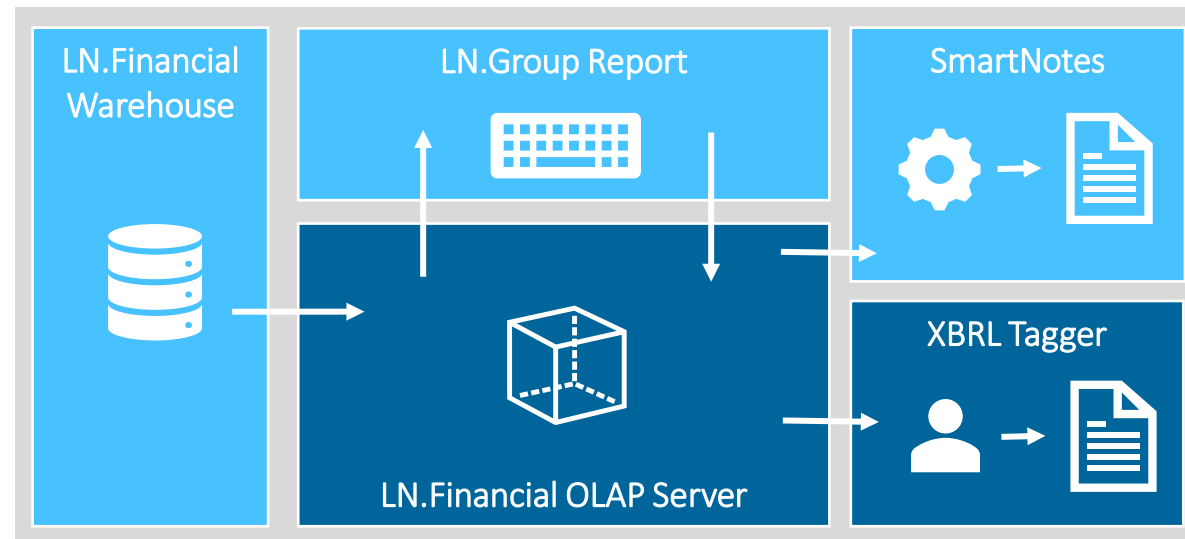 LN.Financial
Warehouse
LN.Group Report
SmartNotes
XBRL Tagger
LN.Financial OLAP Server